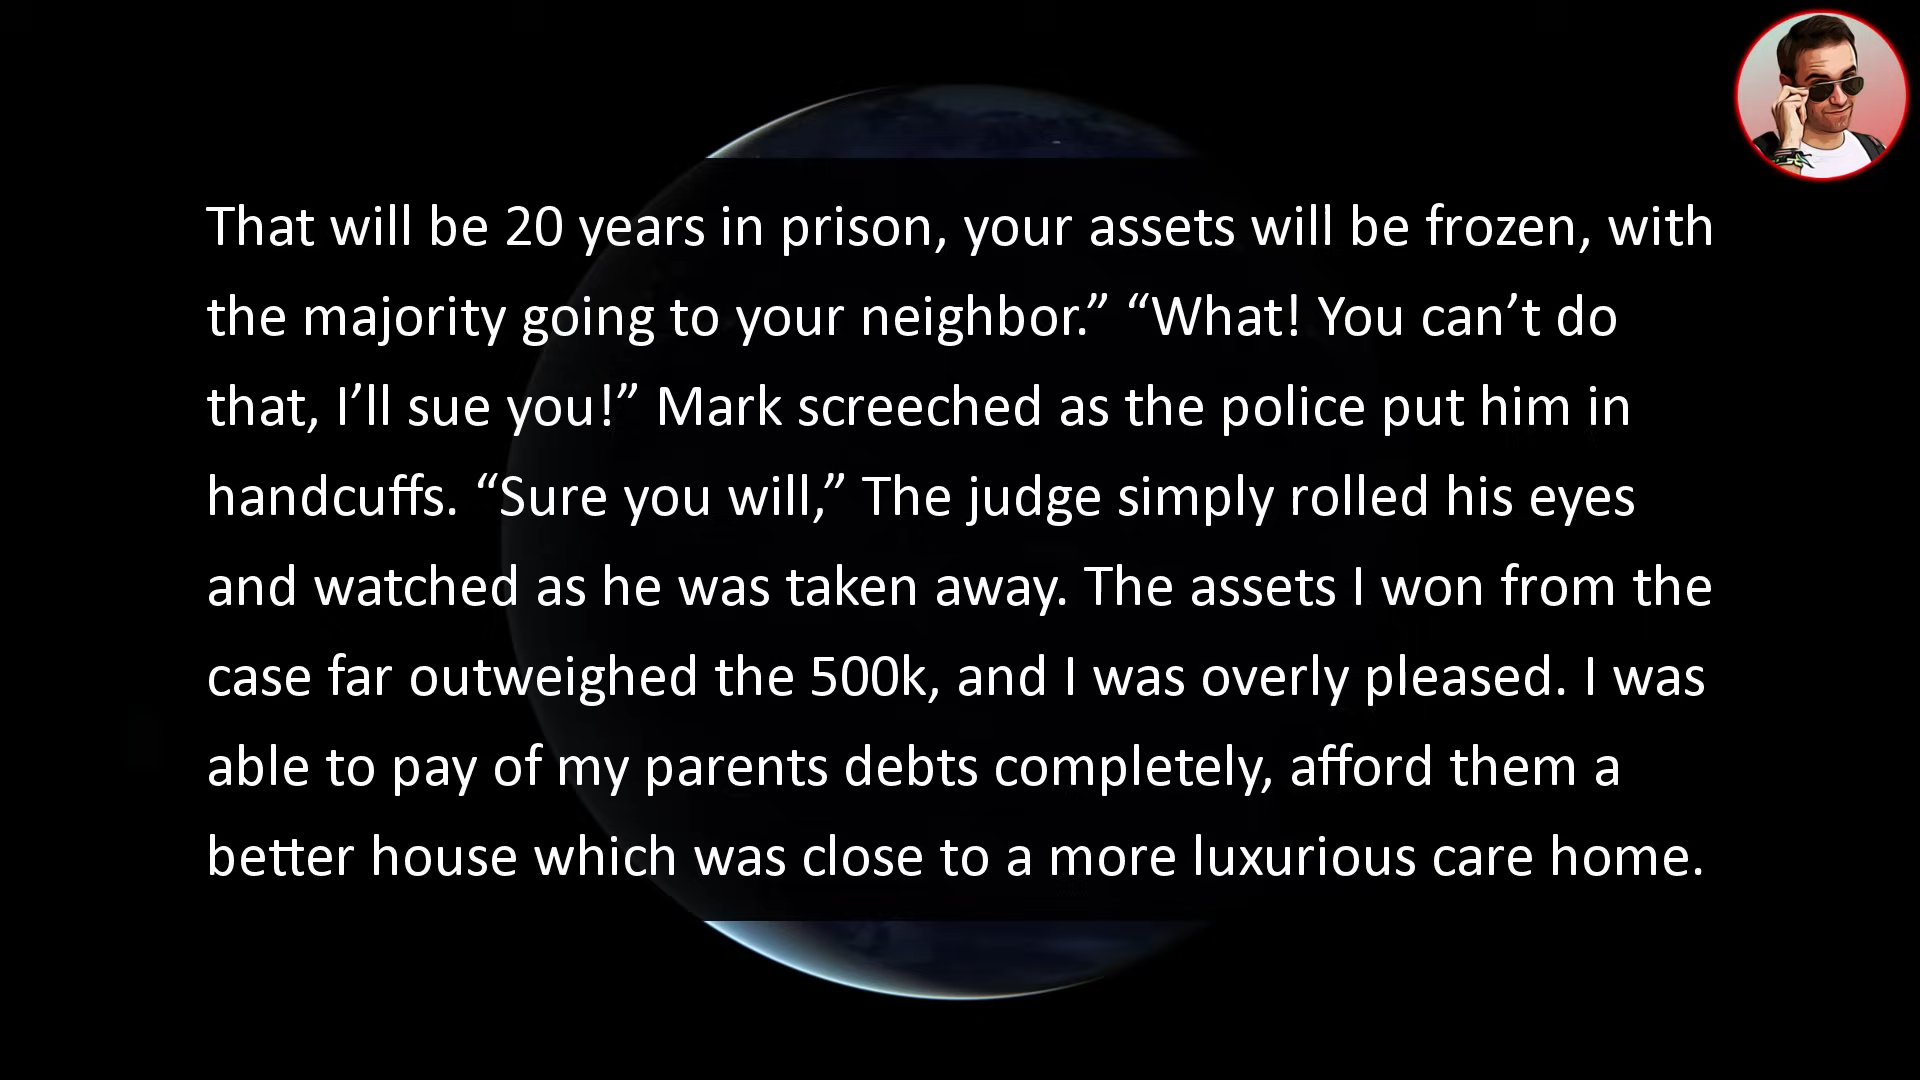 That will be 20 years in prison, your assets will be frozen, with
the majority going to your neighbor.” “What! You can’t do
that, I’ll sue you!” Mark screeched as the police put him in
handcuffs. “Sure you will,” The judge simply rolled his eyes
and watched as he was taken away. The assets I won from the
case far outweighed the 500k, and I was overly pleased. I was
able to pay of my parents debts completely, afford them a
better house which was close to a more luxurious care home.